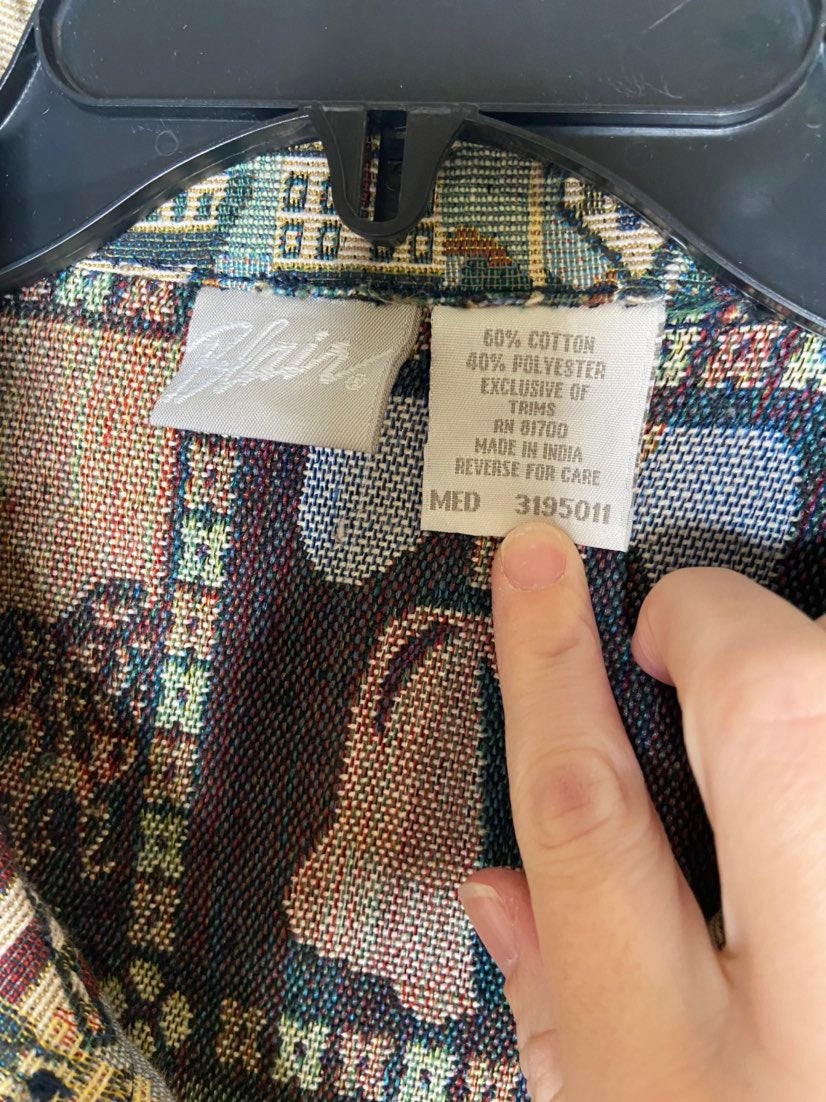 Blair®
60% COTTON
40% POLYESTER
EXCLUSIVE OF
TRIMS
RN 81700
MADE IN INDIA
REVERSE FOR CARE
MED 3195011